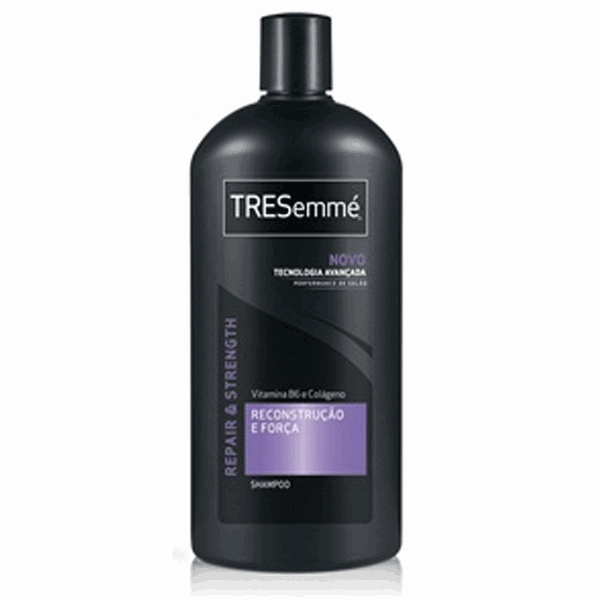 TRESemmé
NOVO
TECNOLOGIA AVANÇADA
PERFORMANCE DE SALÃO
REPAIR & STRENGTH
Vitamina B6 e Colágeno
RECONSTRUÇÃO
E FORÇA
SHAMPOO